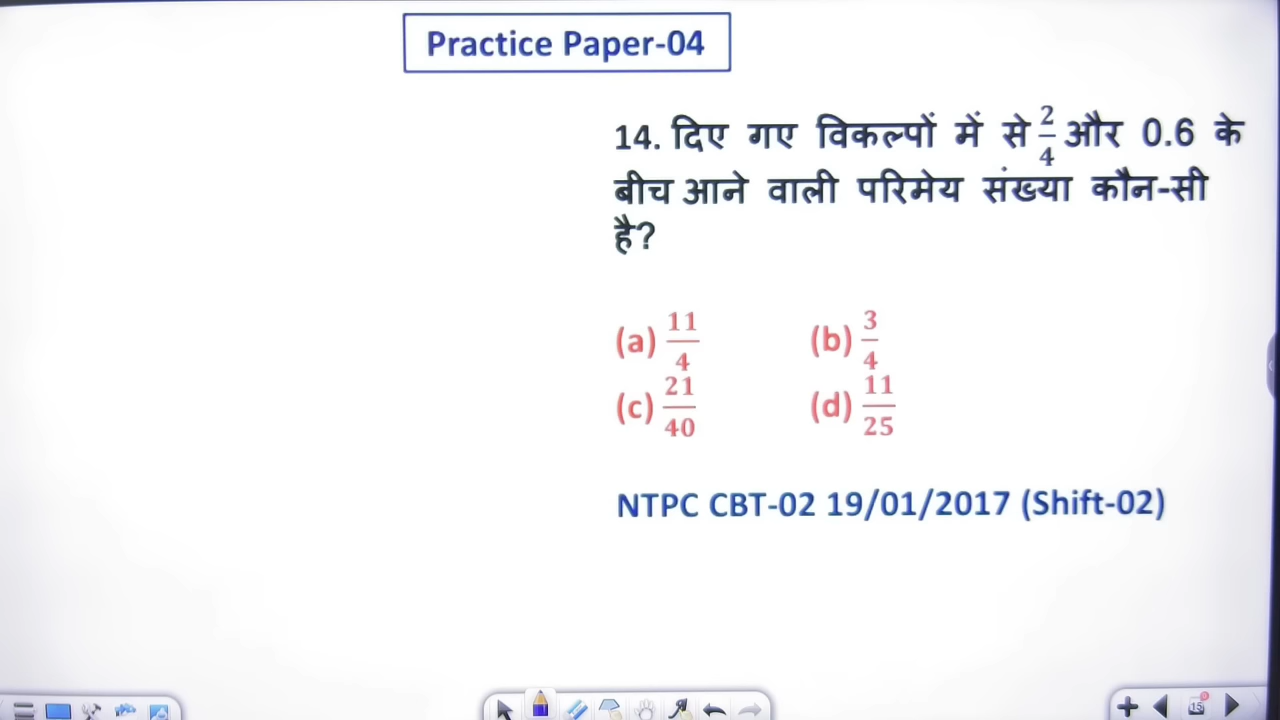 Practice Paper-04
14. दिए गए विकल्पों में से 2/4 और 0.6 के
बीच आने वाली परिमेय संख्या कौन-सी
है?
(a) 11/4 (b) 3/4
(c) 21/40 (d) 11/25
NTPC CBT-02 19/01/2017 (Shift-02)
15